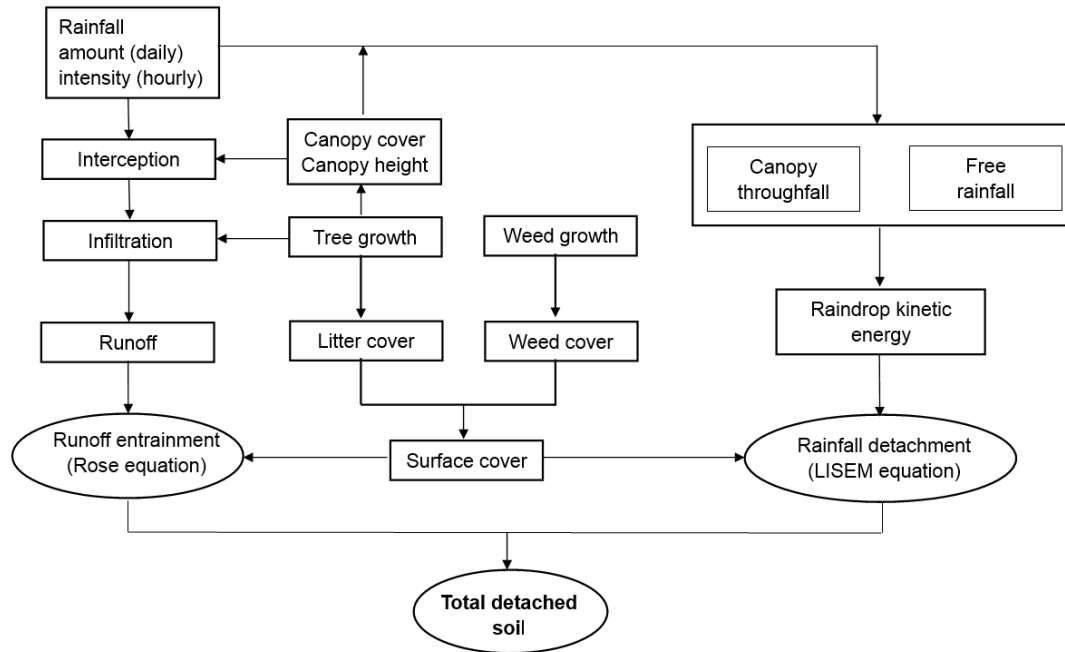 Rainfall
amount (daily)
intensity (hourly)
Canopy cover
Canopy height
Interception
Canopy
throughfall
Free
rainfall
Infiltration
Tree growth
Weed growth
Raindrop kinetic
energy
Runoff
Litter cover
Weed cover
Runoff entrainment
(Rose equation)
Surface cover
Rainfall detachment
(LISEM equation)
Total detached
soil